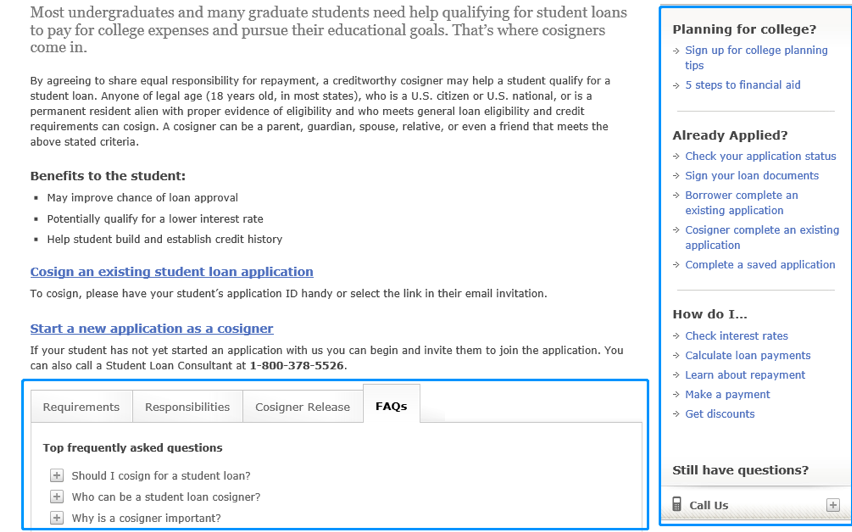 Most undergraduates and many graduate students need help qualifying for student loans
to pay for college expenses and pursue their educational goals. That's where cosigners
come in.
By agreeing to share equal responsibility for repayment, a creditworthy cosigner may help a student qualify for a
student loan. Anyone of legal age (18 years old, in most states), who is a U.S. citizen or U.S. national, or is a
permanent resident alien with proper evidence of eligibility and who meets general loan eligibility and credit
requirements can cosign. A cosigner can be a parent, guardian, spouse, relative, or even a friend that meets the
above stated criteria.
Benefits to the student:
May improve chance of loan approval
Potentially qualify for a lower interest rate
Help student build and establish credit history
Cosign an existing student loan application
To cosign, please have your student´s application ID handy or select the link in their email invitation.
Start a new application as a cosigner
If your student has not yet started an application with us you can begin and invite them to join the application. You
can also call a Student Loan Consultant at 1-800-378-5526.
Requirements Responsibilities Cosigner Release FAQs
Top frequently asked questions
Should I cosign for a student loan?
Who can be a student loan cosigner?
Why is a cosigner important?
Planning for college?
Sign up for college planning
tips
5 steps to financial aid
Already Applied?
Check your application status
Sign your loan documents
Borrower complete an
existing application
Cosigner complete an existing
application
Complete a saved application
How do I...
Check interest rates
Calculate loan payments
Learn about repayment
Make a payment
Get discounts
Still have questions?
Call Us